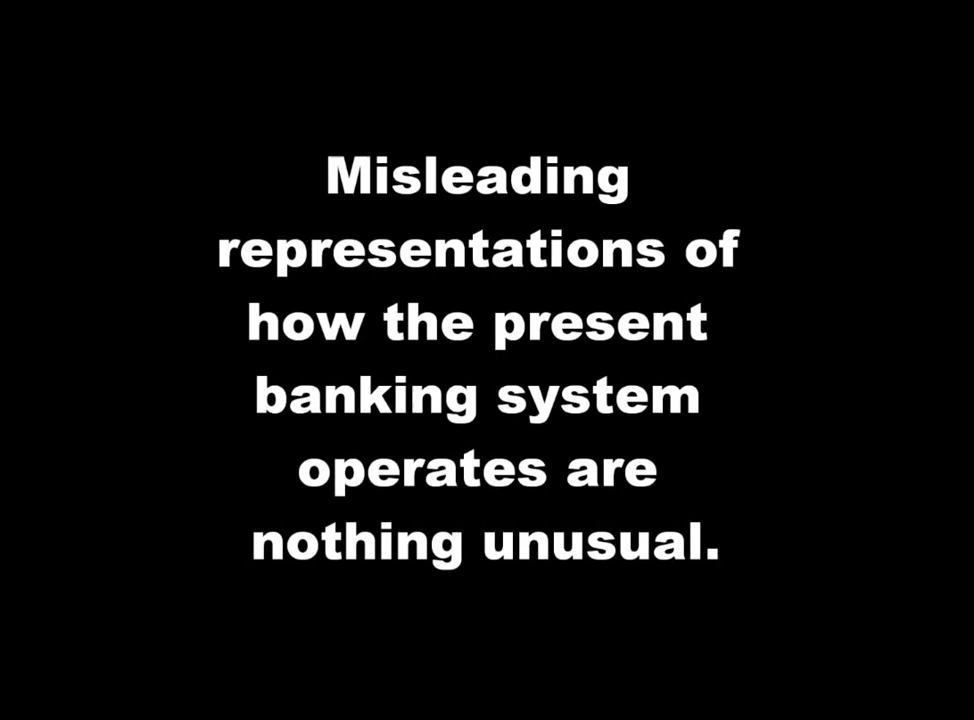 Misleading
representations of
how the present
banking system
operates are
nothing unusual.